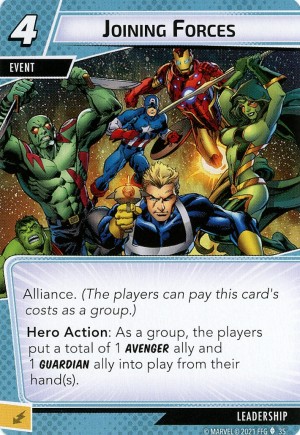 4
JOINING FORCES
EVENT
Alliance. (The players can pay this card's
costs as a group.)
Hero Action: As a group, the players
put a total of 1 AVENGER ally and
1 GUARDIAN ally into play from their
hand(s).
LEADERSHIP
© MARVEL © 2021 FFG 35